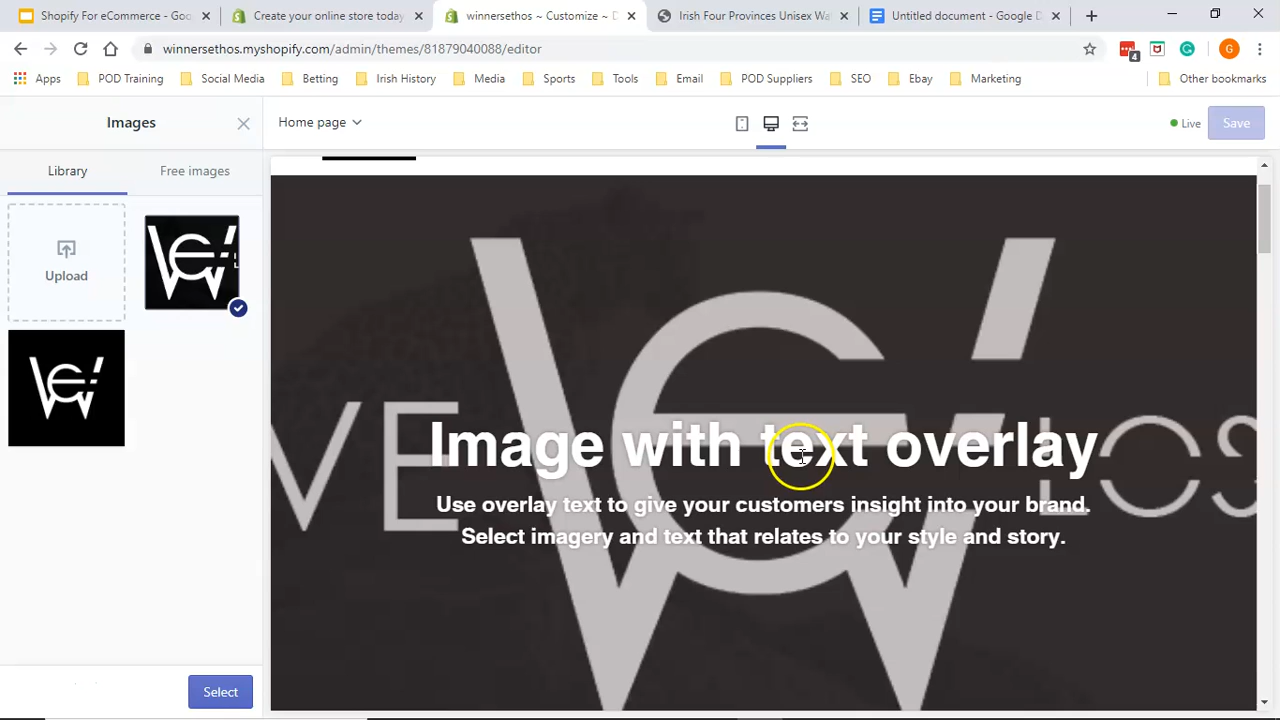 Shopify For eCommerce -
Create your online store today
winnersethos ~ Customize ~
Irish Four Provinces Unisex
Untitled document - Google D
winnersethos.myshopify.com/admin/themes/81879040088/editor
4
G
Apps
POD Training
Social Media
Betting
Irish History
Media
Sports
Tools
Email
POD Suppliers
SEO
Ebay
Marketing
Other bookmarks
Images
Home page
Live
Save
Library
Free images
Upload
VE
LOS
Image with text overlay
Use overlay text to give your customers insight into your brand.
Select imagery and text that relates to your style and story.
Select